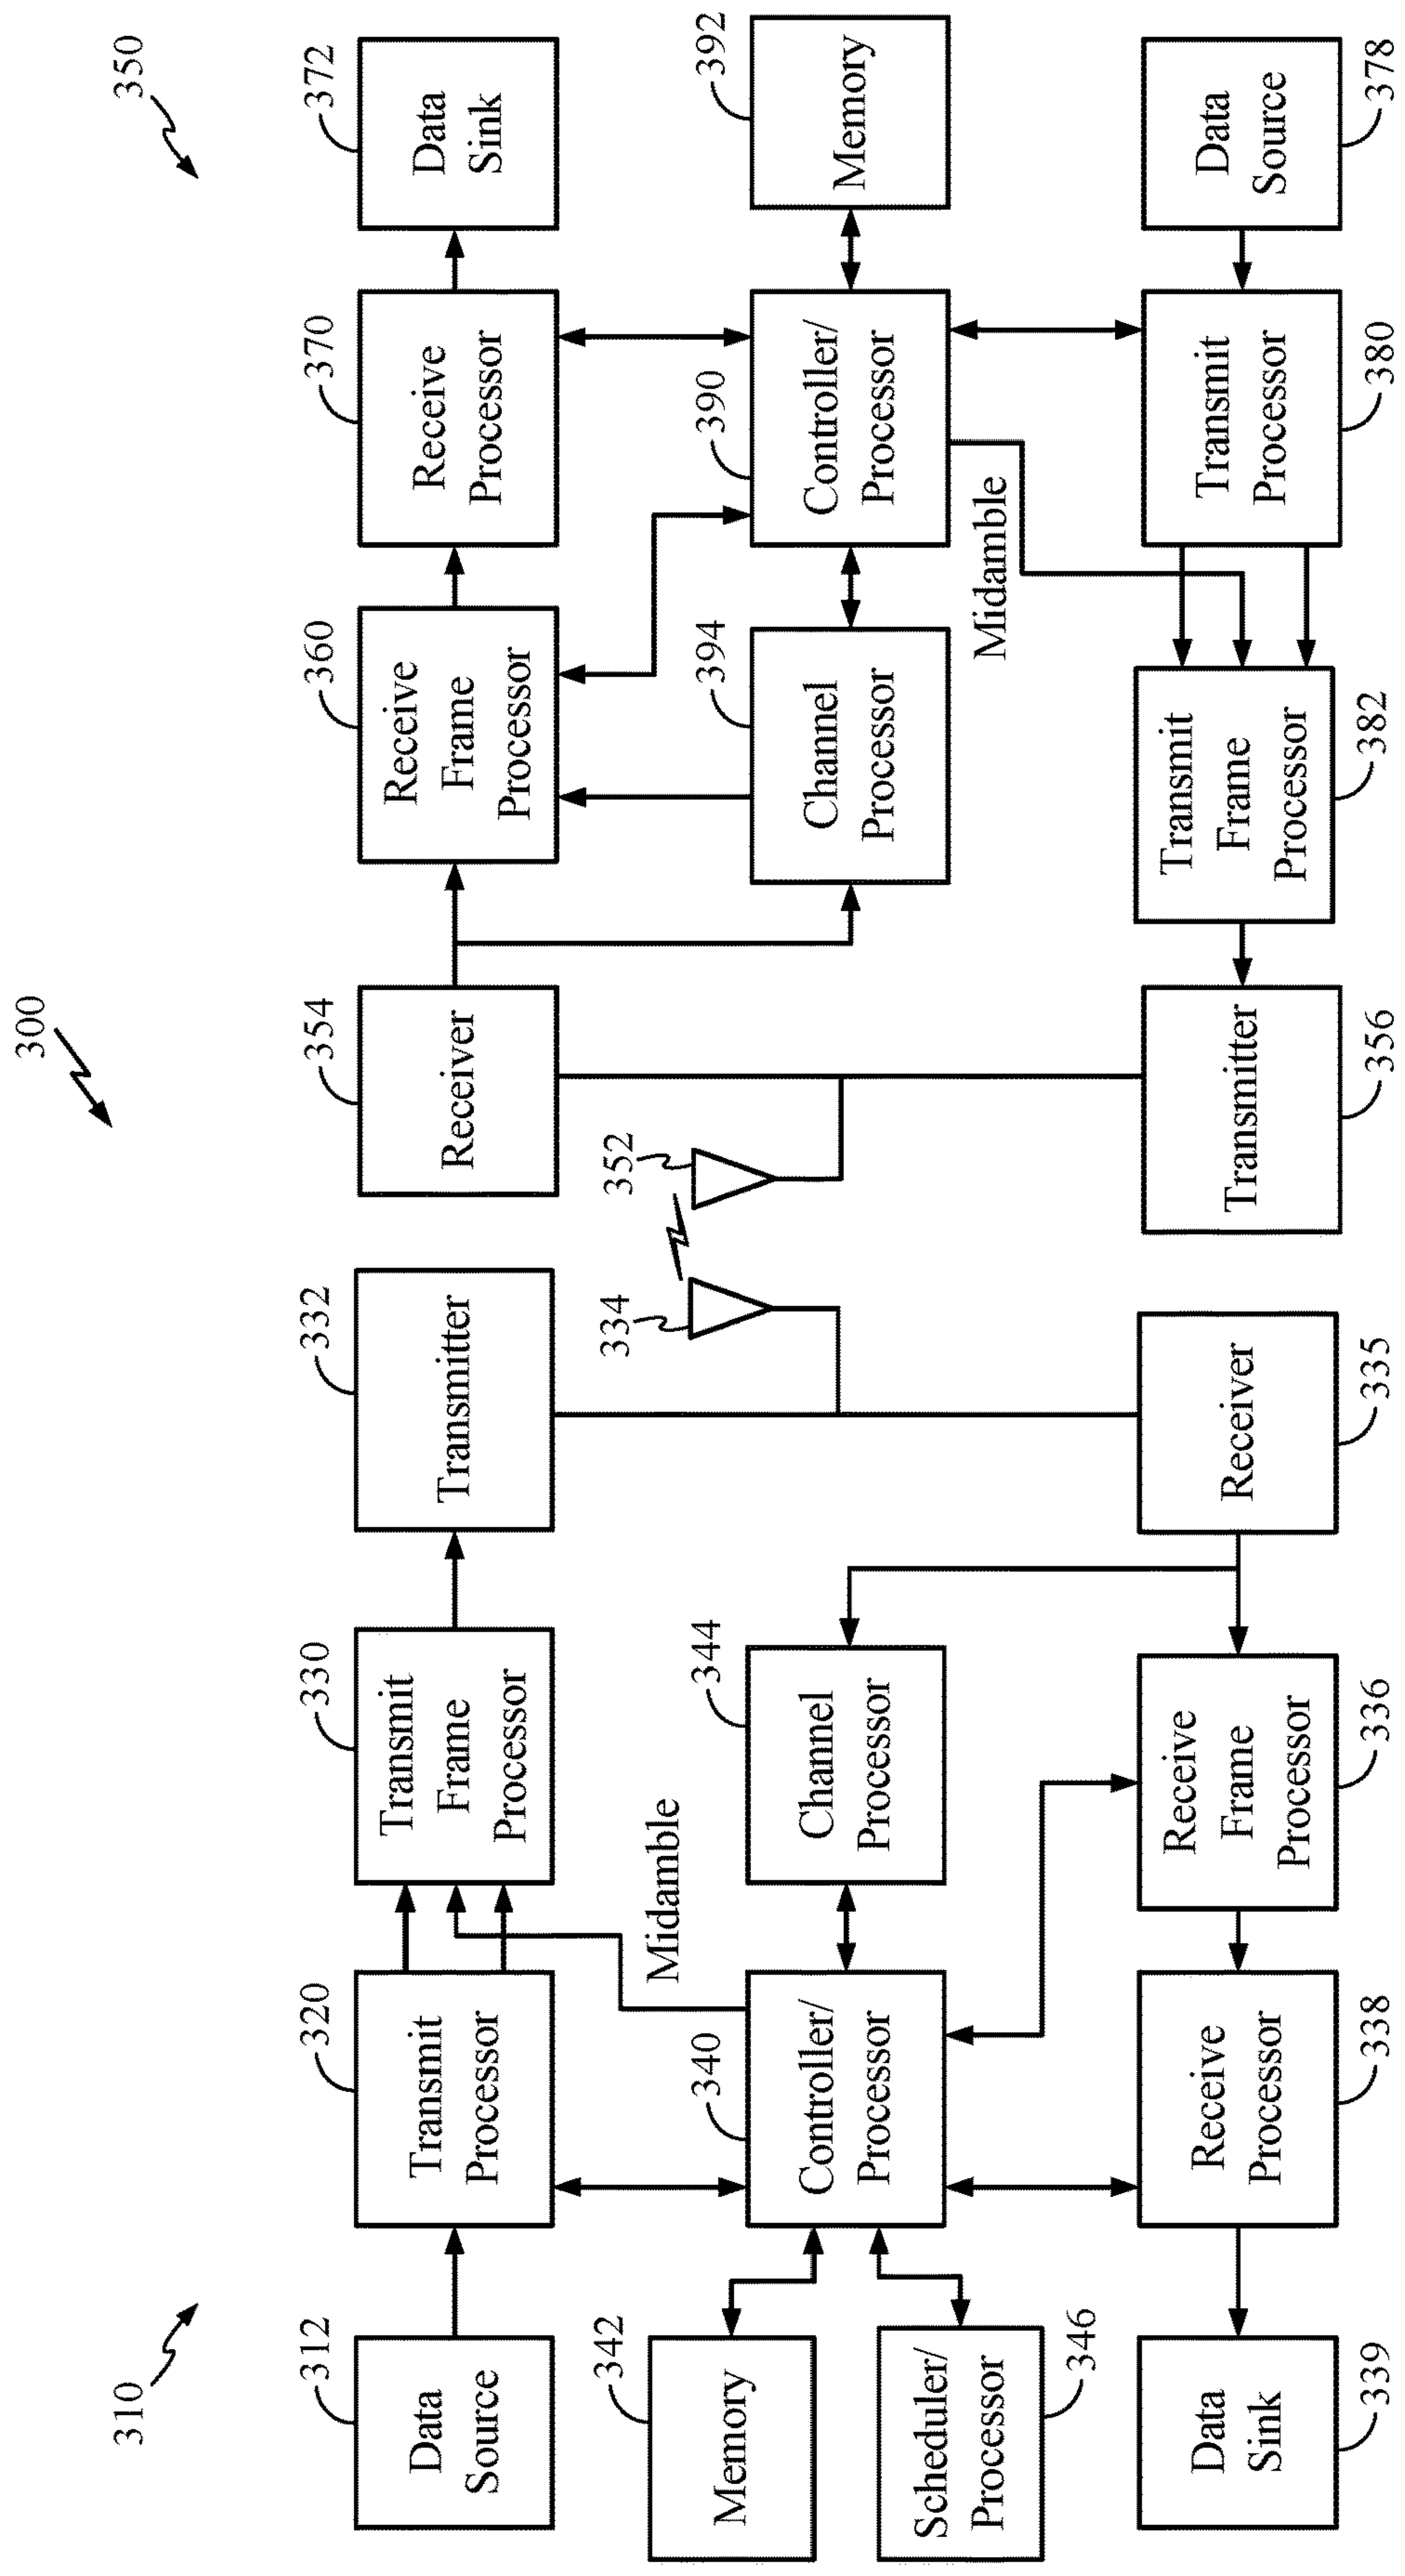 300
310
350
312
Data
Source
320
Transmit
Processor
330
Transmit
Frame
Processor
332
Transmitter
354
Receiver
360
Receive
Frame
Processor
370
Receive
Processor
372
Data
Sink
342
Memory
340
Controller/
Processor
Midamble
344
Channel
Processor
334
352
394
Channel
Processor
390
Controller/
Processor
392
Memory
Scheduler/
Processor
346
Midamble
Data
Sink
339
Receive
Processor
338
Receive
Frame
Processor
336
Receiver
335
Transmitter
356
Transmit
Frame
Processor
382
Transmit
Processor
380
Data
Source
378